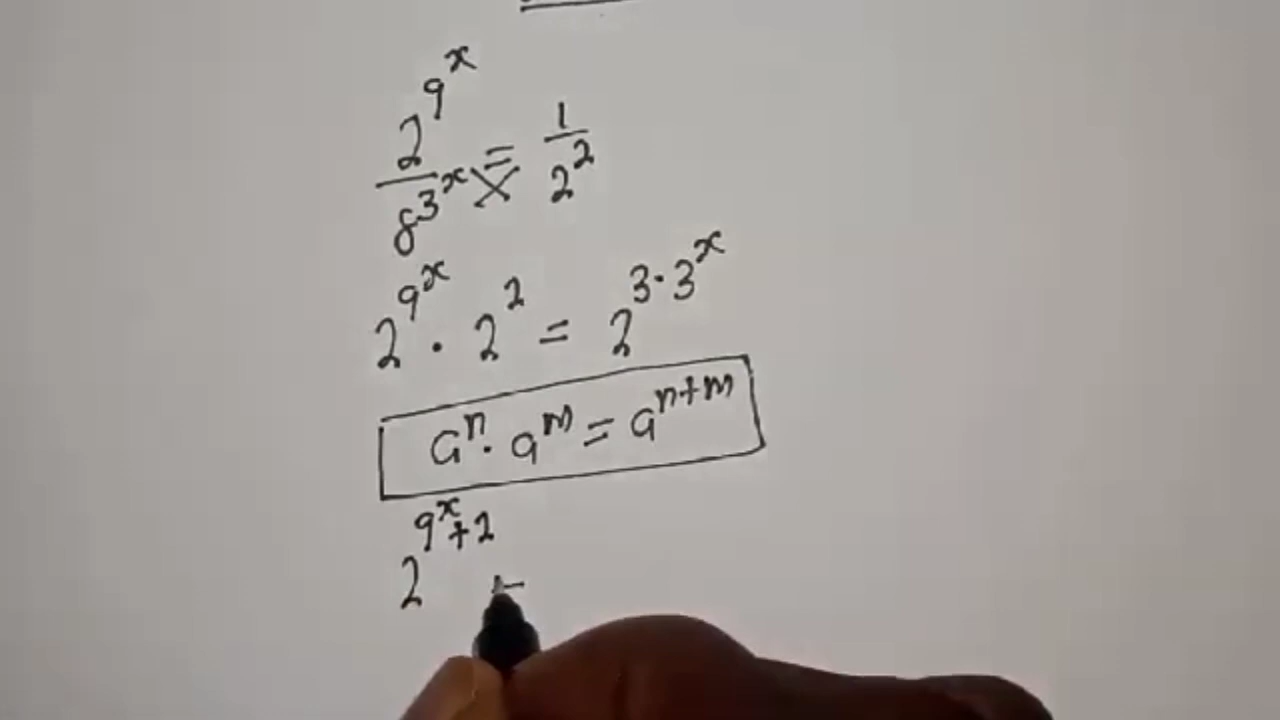 2^9^x / 8^3^x = 1 / 2^2
2^9^x · 2^2 = 2^3·3^x
a^n · a^m = a^n+m
2^9^x+2 =